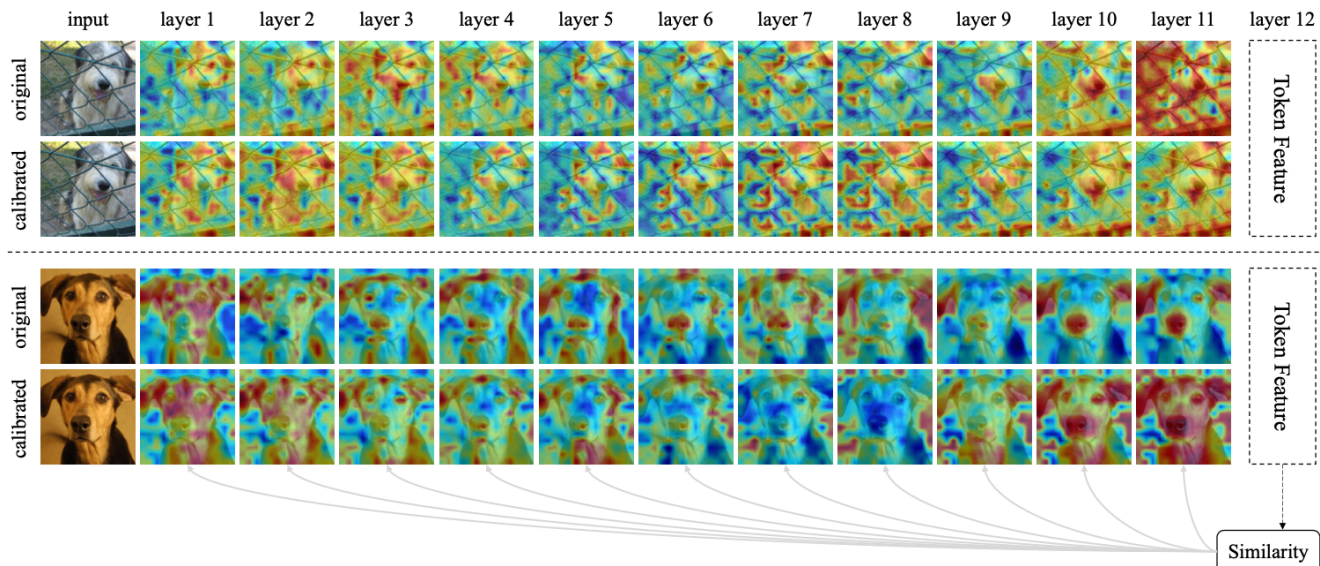 input layer 1 layer 2 layer 3 layer 4 layer 5 layer 6 layer 7 layer 8 layer 9 layer 10 layer 11 layer 12
original
calibrated
Token Feature
original
calibrated
Token Feature
Similarity